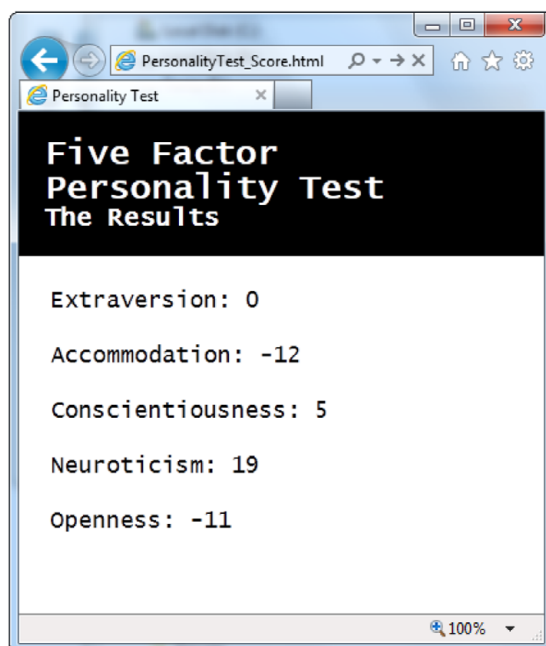 PersonalityTest_Score.html
Personality Test
Five Factor
Personality Test
The Results
Extraversion: 0
Accommodation: -12
Conscientiousness: 5
Neuroticism: 19
Openness: -11
100%